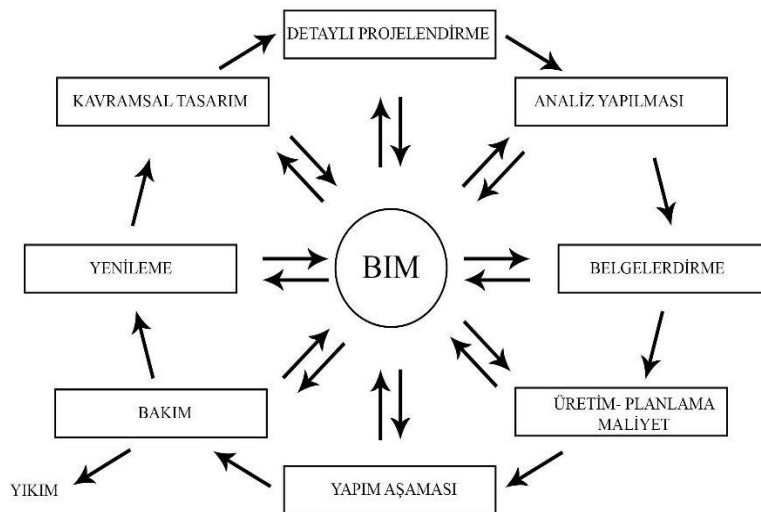 DETAYLI PROJELENDİRME
KAVRAMSAL TASARIM
ANALİZ YAPILMASI
YENİLEME
BIM
BELGELERDİRME
BAKIM
ÜRETİM- PLANLAMA
MALİYET
YIKIM
YAPIM AŞAMASI